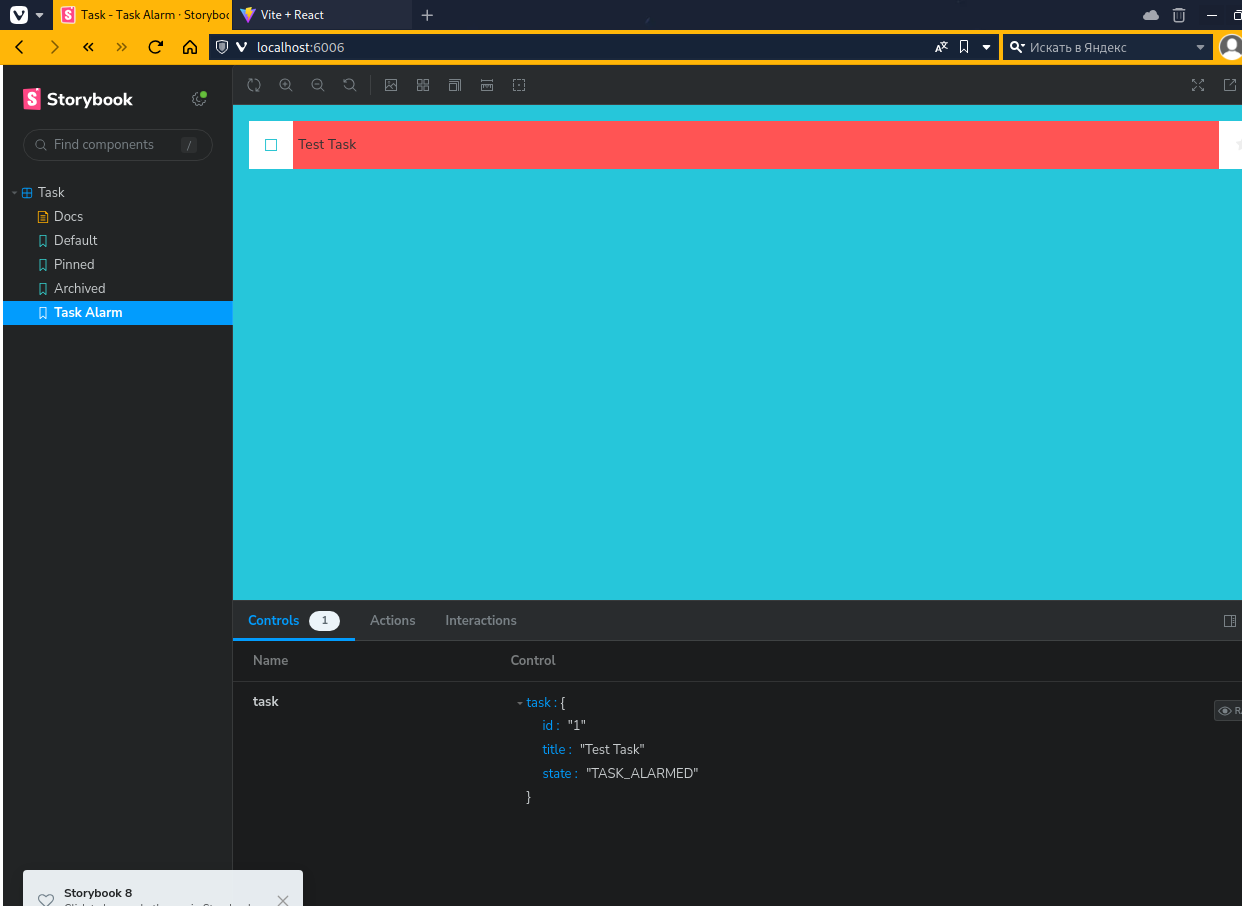 Task - Task Alarm · Storyboo
Vite + React
localhost:6006
Искать в Яндекс
Storybook
Find components /
Task
Docs
Default
Pinned
Archived
Task Alarm
Test Task
Controls 1 Actions Interactions
Name Control
task
task : {
id : "1"
title : "Test Task"
state : "TASK_ALARMED"
}
Storybook 8